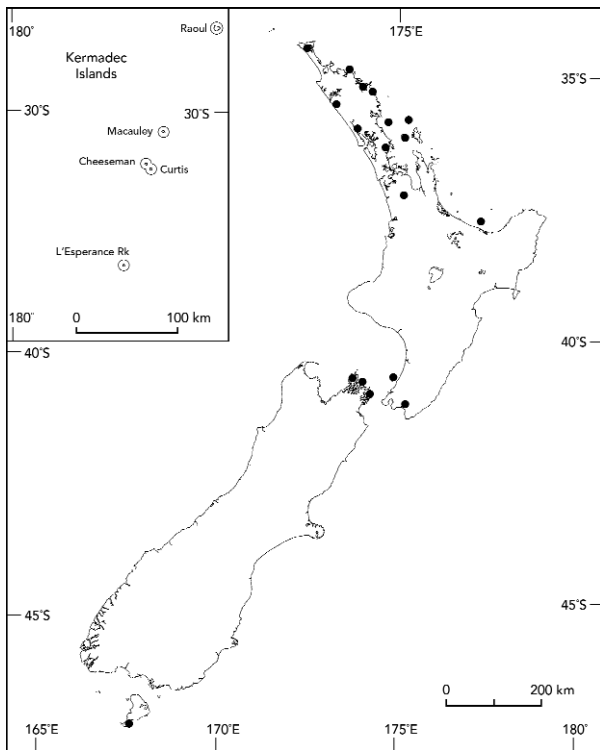 180°
175°E
Raoul
Kermadec
Islands
35°S
30°S
30°S
Macauley
Cheeseman
Curtis
L'Esperance Rk
0
100 km
180°
40°S
40°S
45°S
45°S
0
200 km
165°E
170°E
175°E
180°